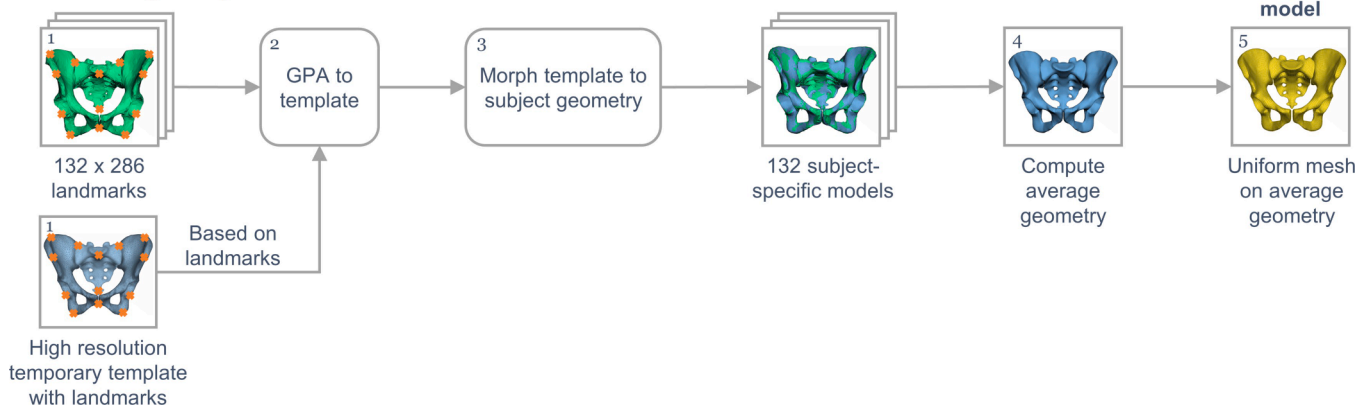 model
1
2
GPA to
template
3
Morph template to
subject geometry
4
5
132 x 286
landmarks
132 subject-
specific models
Compute
average
geometry
Uniform mesh
on average
geometry
1
Based on
landmarks
High resolution
temporary template
with landmarks